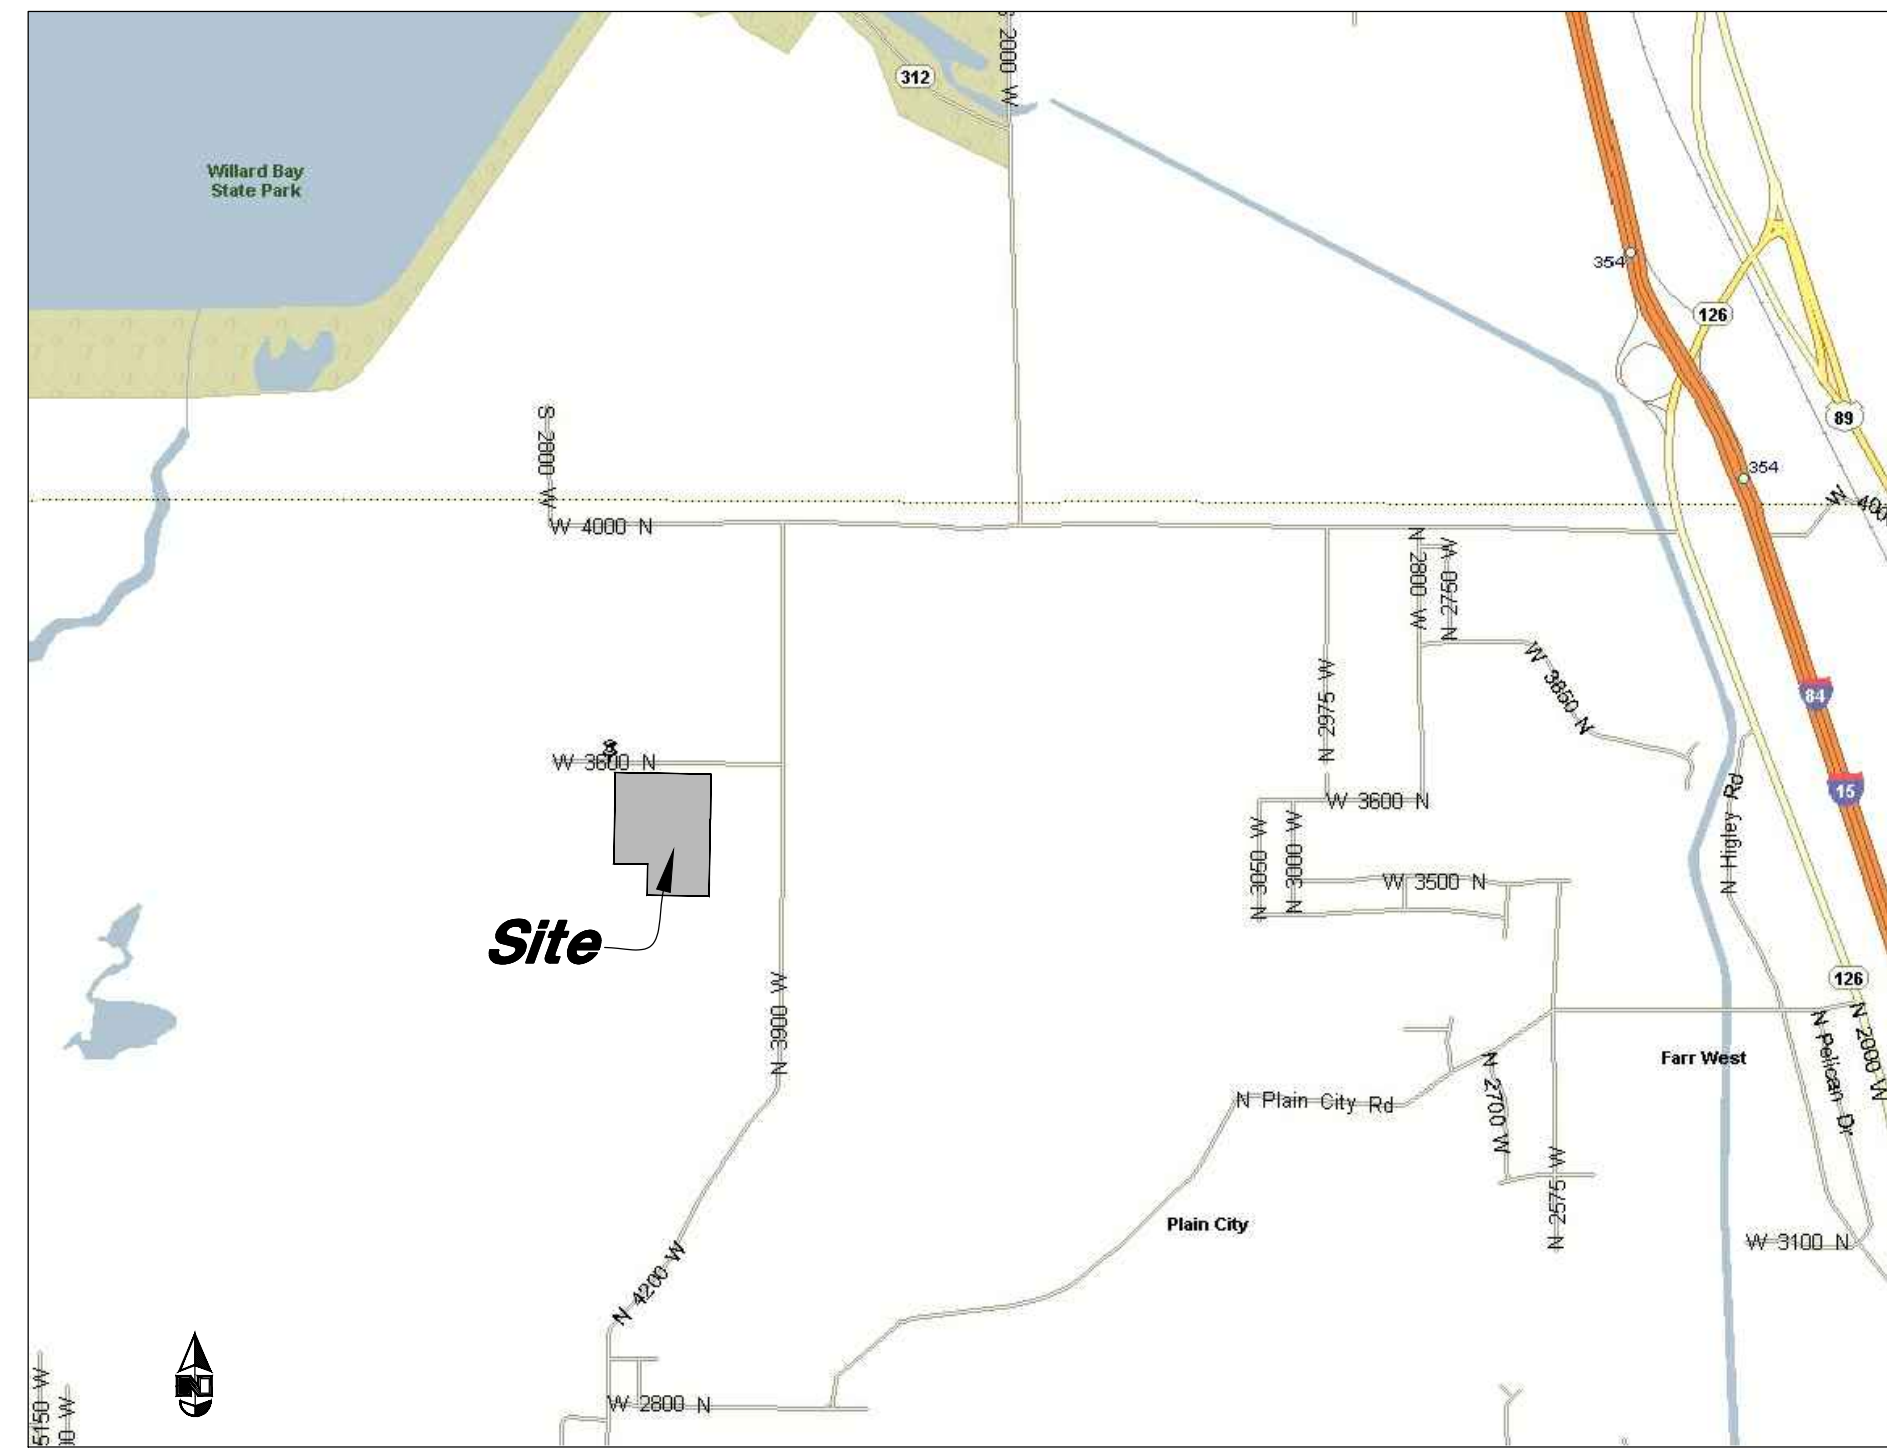 S 2000 W
312
Willard Bay
State Park
354
126
89
S 2800 W
354
W 4000 N
W 400
N 2800 W
N 2750 W
N 2975 W
W 3850 N
84
W 3600 N
15
W 3600 N
N Higley Rd
N 3050 W
N 3000 W
W 3500 N
Site
N 3900 W
126
N 2000 W
N Pelican Dr
Farr West
N Plain City Rd
N 2700 W
N 2575 W
Plain City
W 3100 N
N 4200 W
5150 W
00 W
N
W 2800 N